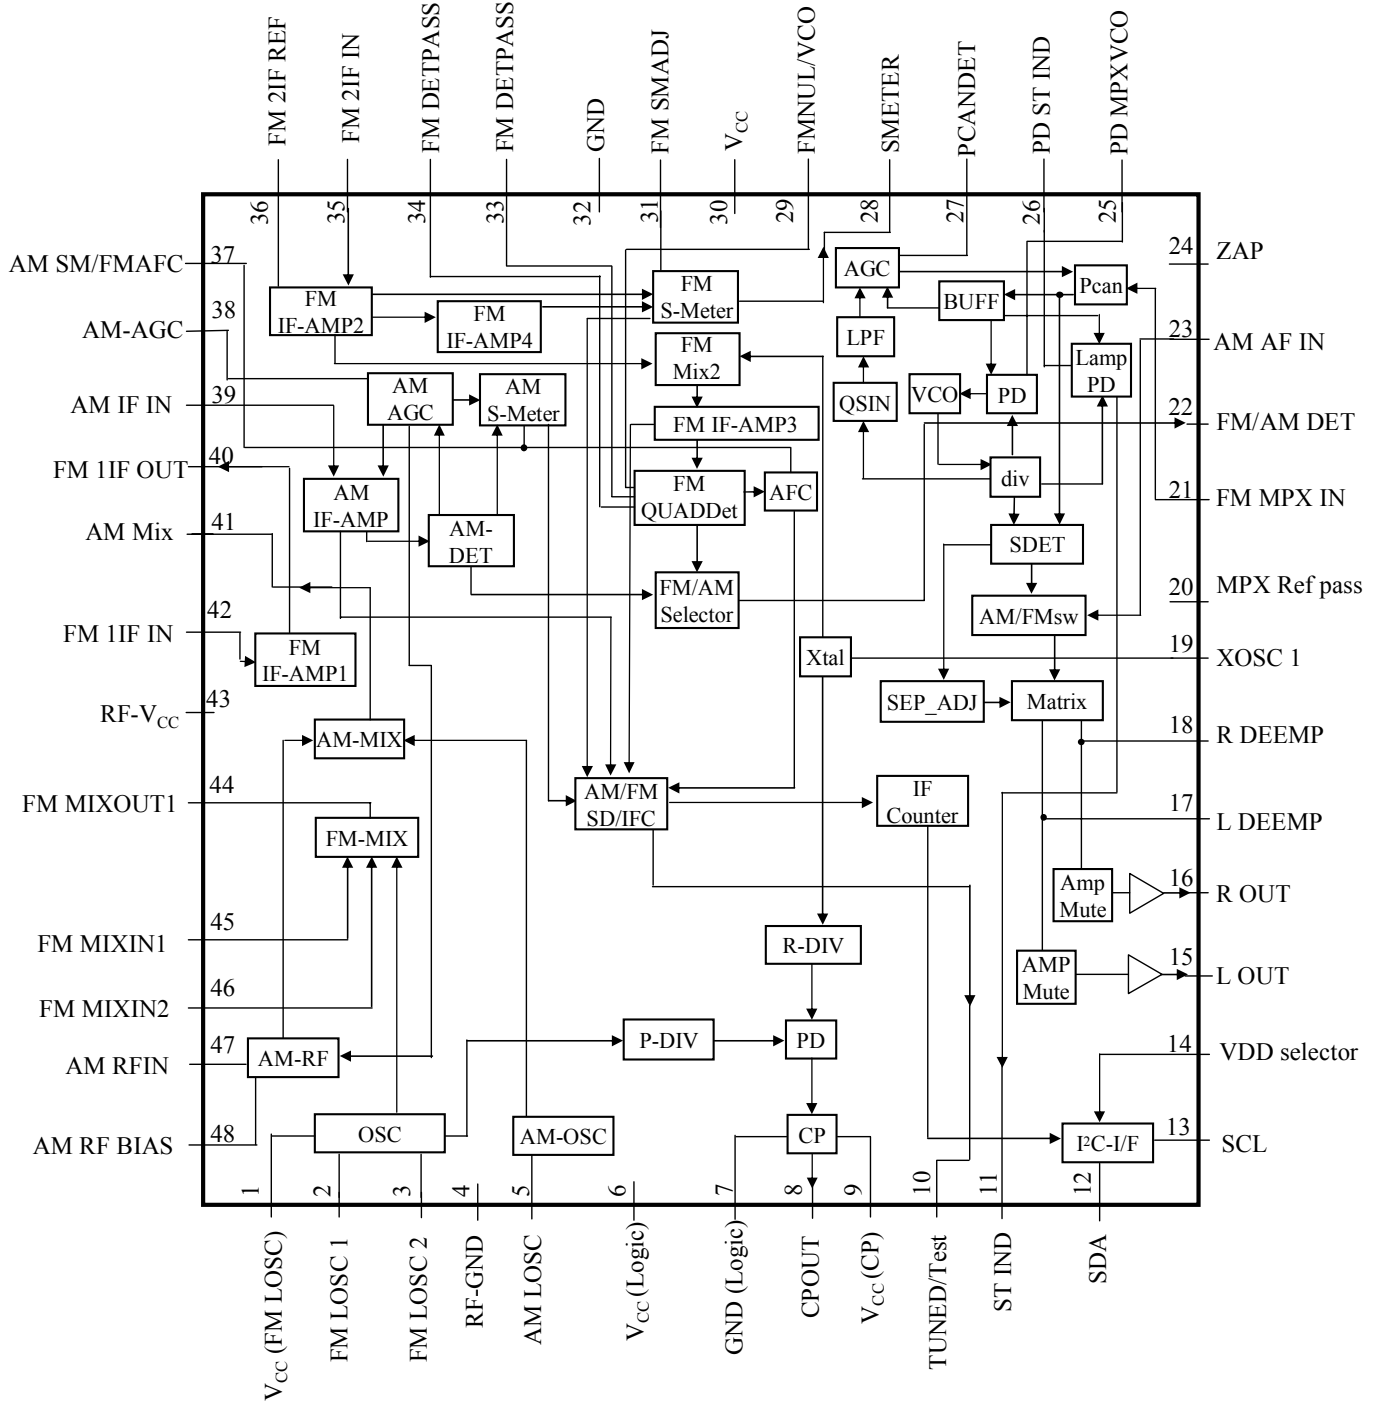 FM 2IF REF
FM 2IF IN
FM DETPASS
FM DETPASS
GND
FM SMADJ
VCC
FMNUL/VCO
SMETER
PCANDET
PD ST IND
PD MPXVCO
36
35
34
33
32
31
30
29
28
27
26
25
AM SM/FMAFC
37
AM-AGC
38
AM IF IN
39
FM 1IF OUT
40
AM Mix
41
FM 1IF IN
42
RF-VCC
43
FM MIXOUT1
44
FM MIXIN1
45
FM MIXIN2
46
AM RFIN
47
AM RF BIAS
48
FM
IF-AMP2
FM
IF-AMP4
FM
S-Meter
FM
Mix2
AM
AGC
AM
S-Meter
FM IF-AMP3
AM
IF-AMP
AM-
DET
FM
QUADDet
AFC
FM/AM
Selector
FM
IF-AMP1
AM-MIX
FM-MIX
AM-RF
OSC
AM-OSC
AM/FM
SD/IFC
IF
Counter
Xtal
R-DIV
P-DIV
PD
CP
AGC
BUFF
Pcan
LPF
Lamp
PD
QSIN
VCO
PD
div
SDET
AM/FMsw
SEP_ADJ
Matrix
Amp
Mute
AMP
Mute
I²C-I/F
24
ZAP
23
AM AF IN
22
FM/AM DET
21
FM MPX IN
20
MPX Ref pass
19
XOSC 1
18
R DEEMP
17
L DEEMP
16
R OUT
15
L OUT
14
VDD selector
13
SCL
1
2
3
4
5
6
7
8
9
10
11
12
VCC (FM LOSC)
FM LOSC 1
FM LOSC 2
RF-GND
AM LOSC
VCC (Logic)
GND (Logic)
CPOUT
VCC (CP)
TUNED/Test
ST IND
SDA